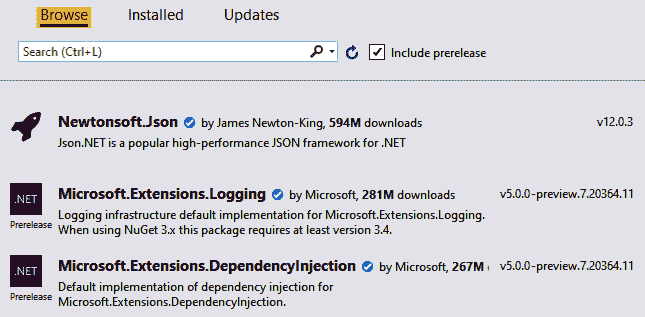 Browse Installed Updates
Search (Ctrl+L) Include prerelease
Newtonsoft.Json by James Newton-King, 594M downloads v12.0.3
Json.NET is a popular high-performance JSON framework for .NET
.NET Microsoft.Extensions.Logging by Microsoft, 281M downloads v5.0.0-preview.7.20364.11
Prerelease Logging infrastructure default implementation for Microsoft.Extensions.Logging.
When using NuGet 3.x this package requires at least version 3.4.
.NET Microsoft.Extensions.DependencyInjection by Microsoft, 267M v5.0.0-preview.7.20364.11
Prerelease Default implementation of dependency injection for
Microsoft.Extensions.DependencyInjection.